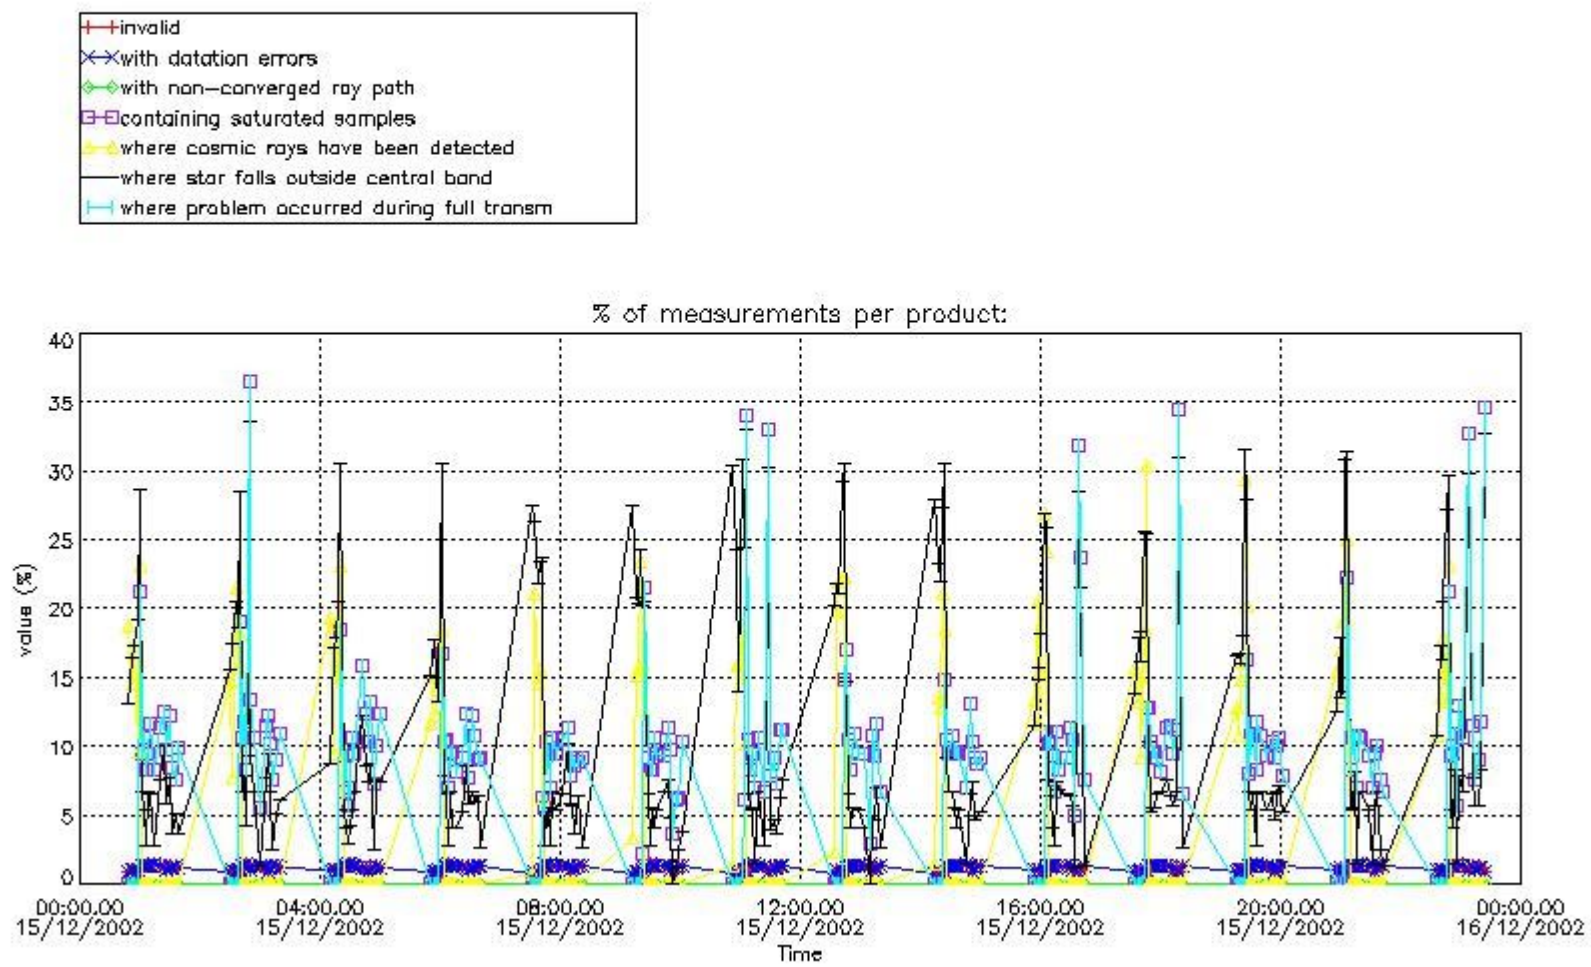 invalid
with datation errors
with non-converged ray path
containing saturated samples
where cosmic rays have been detected
where star falls outside central band
where problem occurred during full transm
% of measurements per product:
40
35
30
25
20
15
10
5
0
value (%)
00:00.00 04:00.00 08:00.00 12:00.00 16:00.00 20:00.00 00:00.00
15/12/2002 15/12/2002 15/12/2002 15/12/2002 15/12/2002 15/12/2002 16/12/2002
Time